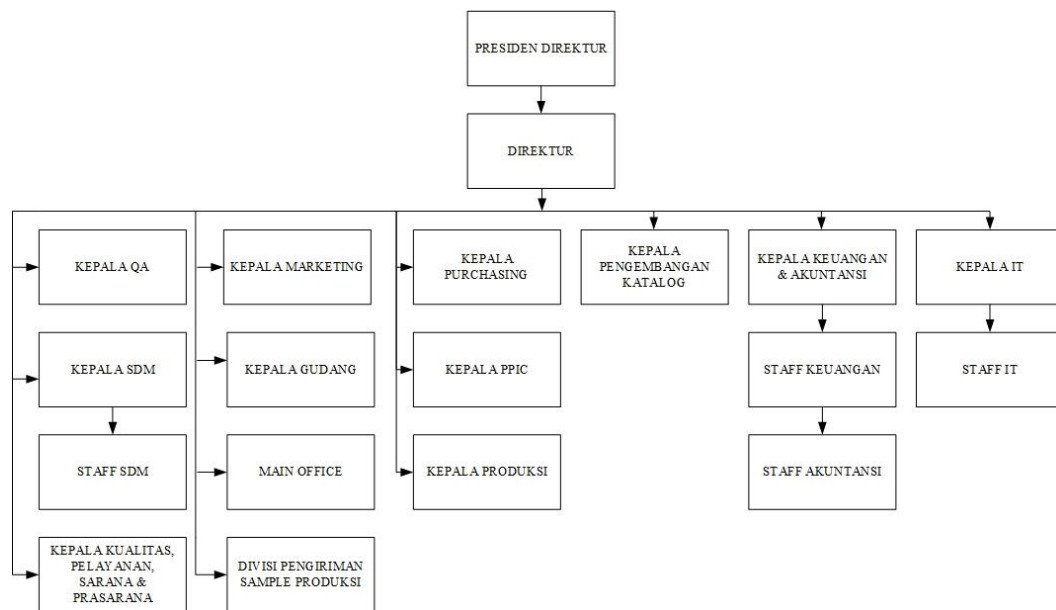 PRESIDEN DIREKTUR
DIREKTUR
KEPALA QA
KEPALA MARKETING
KEPALA
PURCHASING
KEPALA
PENGEMBANGAN
KATALOG
KEPALA KEUANGAN
& AKUNTANSI
KEPALA IT
KEPALA SDM
KEPALA GUDANG
KEPALA PPIC
STAFF KEUANGAN
STAFF IT
STAFF SDM
MAIN OFFICE
KEPALA PRODUKSI
STAFF AKUNTANSI
KEPALA KUALITAS,
PELAYANAN,
SARANA &
PRASARANA
DIVISI PENGIRIMAN
SAMPLE PRODUKSI